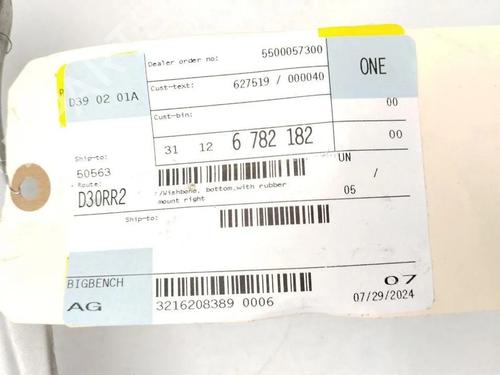 Dealer order no: 5500057300 ONE
D39 02 01A Cust-text: 627519 / 000040
Cust-bin: 00
31 12 6 782 182 00
Ship-to:
50563 UN /
Route: r/Wishbone, bottom,with rubber 05
D30RR2 mount right
Ship-to:
BIGBENCH
AG 3216208389 0006 07
07/29/2024